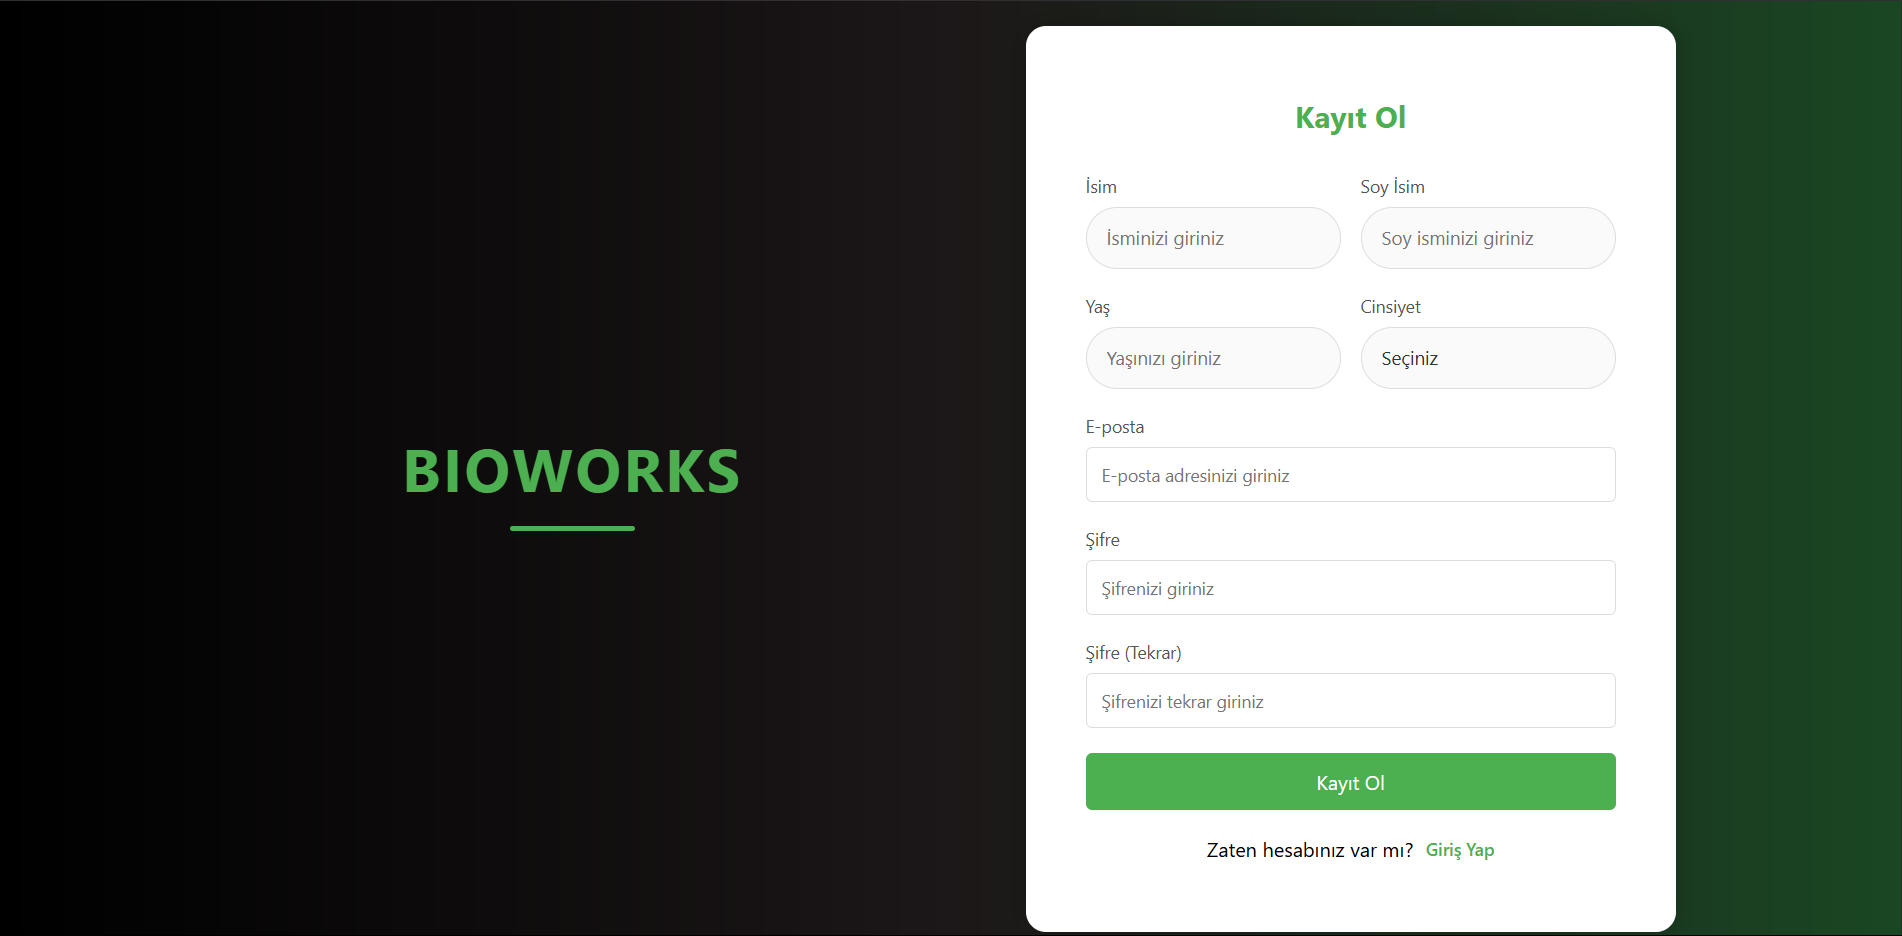 BIOWORKS
Kayıt Ol
İsim
Soy İsim
İsminizi giriniz
Soy isminizi giriniz
Yaş
Cinsiyet
Yaşınızı giriniz
Seçiniz
E-posta
E-posta adresinizi giriniz
Şifre
Şifrenizi giriniz
Şifre (Tekrar)
Şifrenizi tekrar giriniz
Kayıt Ol
Zaten hesabınız var mı? Giriş Yap